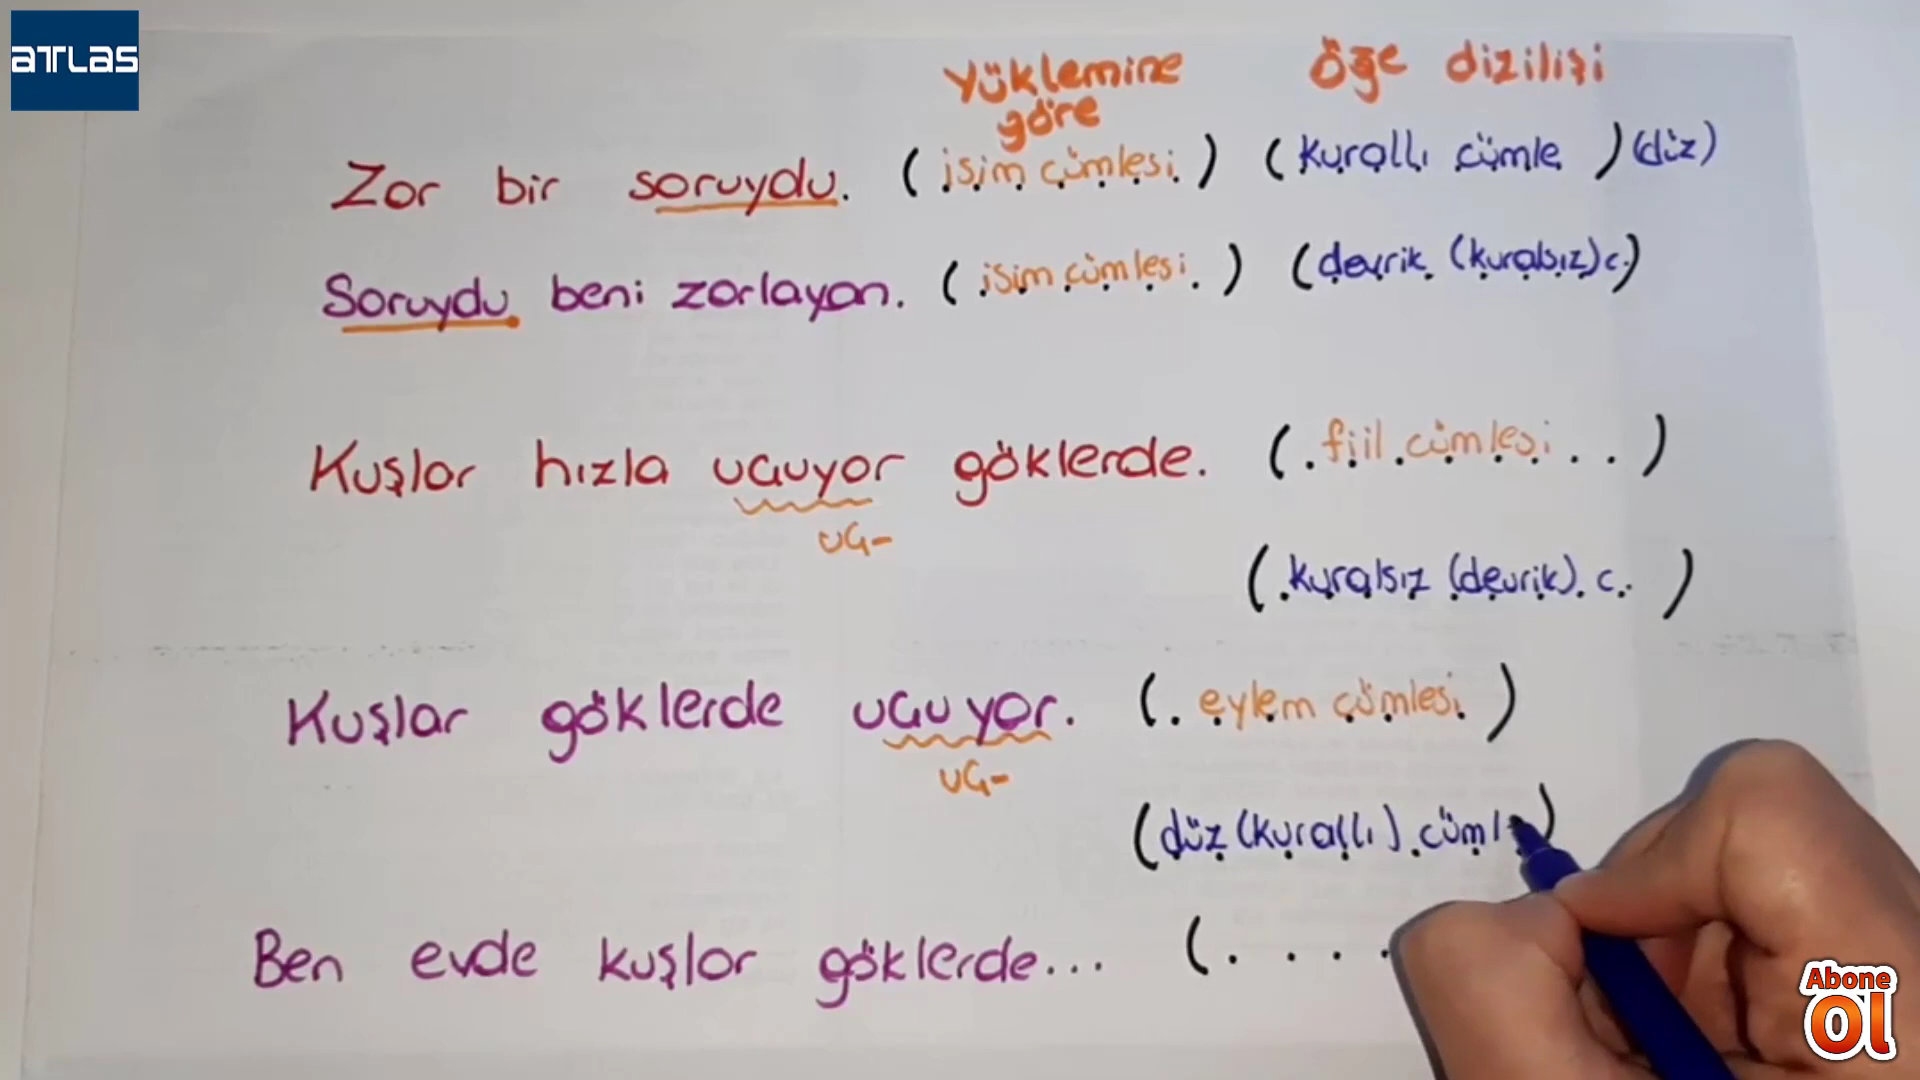 ATLAS
Yüklemine göre
Öğe dizilişi
Zor bir soruydu. (isim cümlesi) (kurallı cümle) (düz)
Soruydu beni zorlayan. (isim cümlesi.) (devrik (kuralsız) c.)
Kuşlar hızla uçuyor göklerde. (.fiil cümlesi...)
uç-
(kuralsız (devrik). c.)
Kuşlar göklerde uçuyor. (. eylem cümlesi)
uç-
(düz (kurallı) cüml)
Ben evde kuşlar göklerde... (. . . .
Abone
Ol